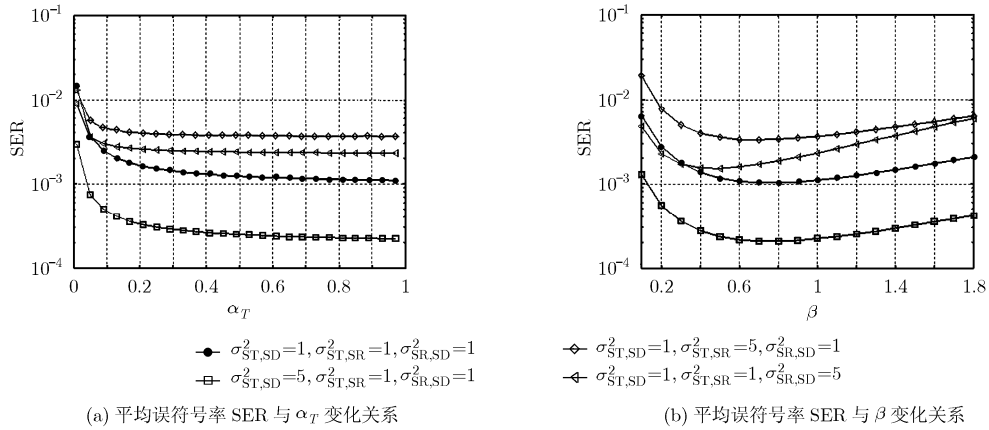 10⁻¹
10⁻²
10⁻³
10⁻⁴
SER
0 0.2 0.4 0.6 0.8 1
α_T
10⁻¹
10⁻²
10⁻³
10⁻⁴
SER
0.2 0.6 1 1.4 1.8
β
σ²_ST,SD=1, σ²_ST,SR=1, σ²_SR,SD=1
σ²_ST,SD=5, σ²_ST,SR=1, σ²_SR,SD=1
σ²_ST,SD=1, σ²_ST,SR=5, σ²_SR,SD=1
σ²_ST,SD=1, σ²_ST,SR=1, σ²_SR,SD=5
(a) 平均误符号率 SER 与 α_T 变化关系
(b) 平均误符号率 SER 与 β 变化关系